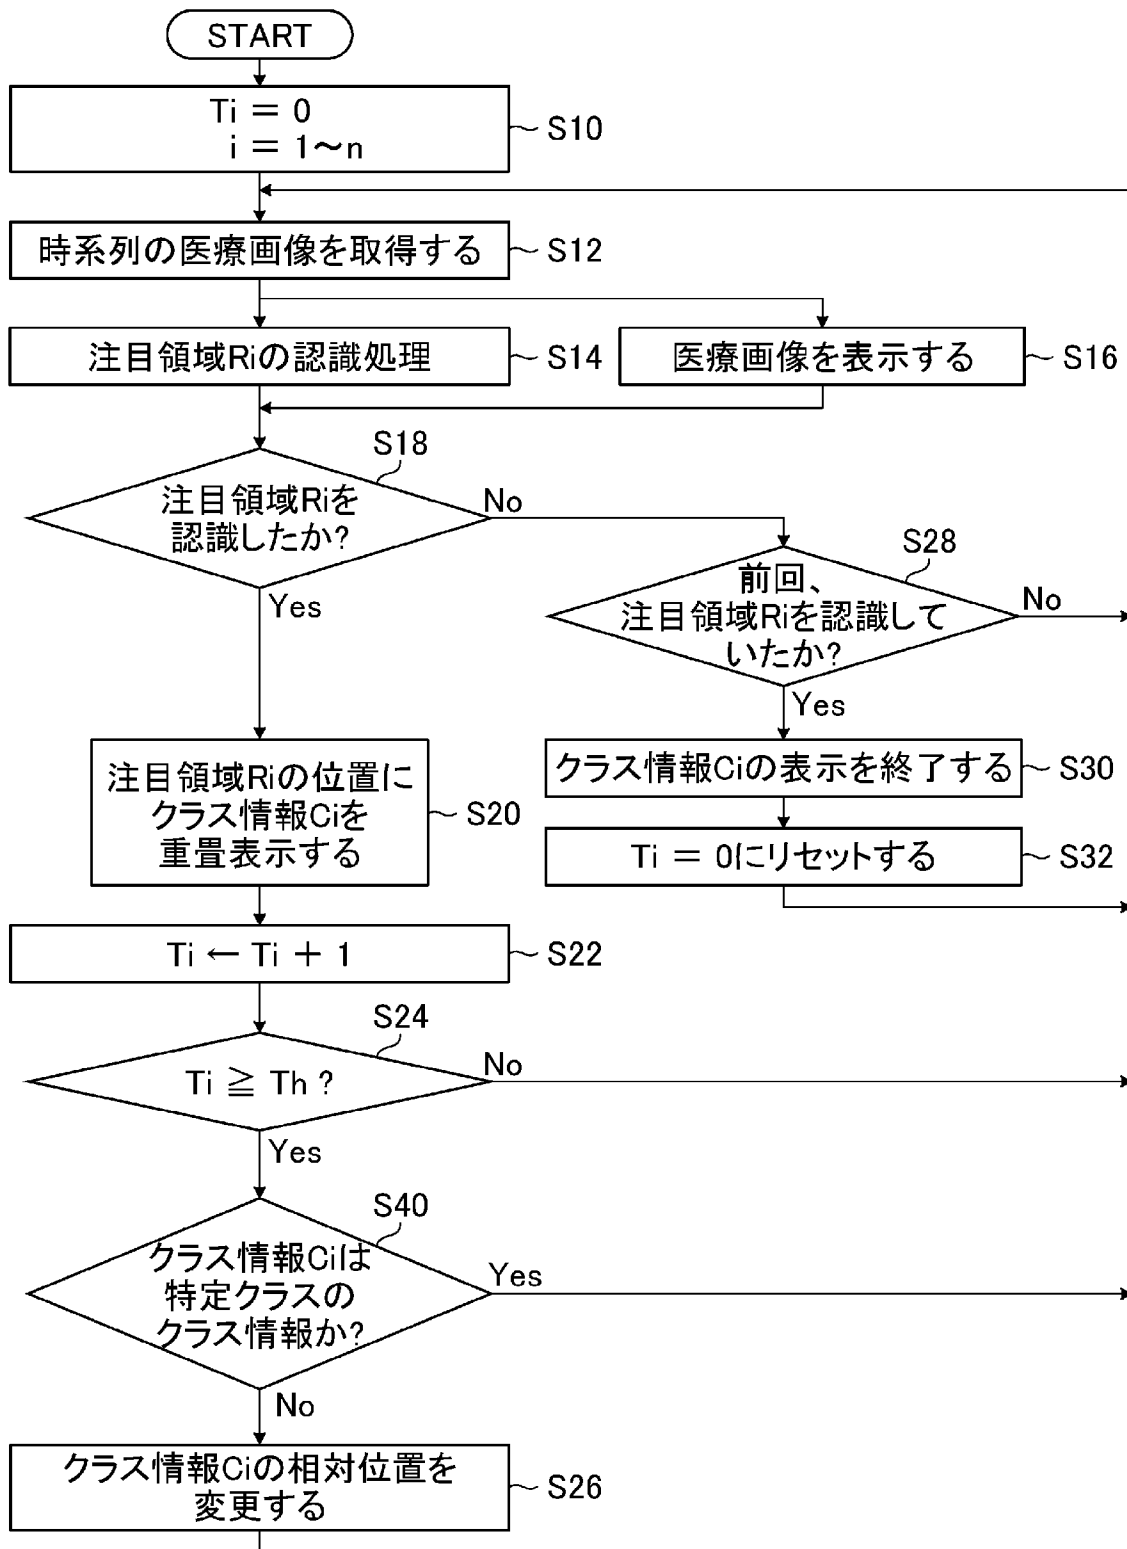 START
Ti = 0
i = 1～n
S10
時系列の医療画像を取得する
S12
注目領域Riの認識処理
S14
医療画像を表示する
S16
S18
注目領域Riを
認識したか?
No
Yes
S28
前回、
注目領域Riを認識して
いたか?
No
Yes
注目領域Riの位置に
クラス情報Ciを
重畳表示する
S20
クラス情報Ciの表示を終了する
S30
Ti = 0にリセットする
S32
Ti ← Ti + 1
S22
S24
Ti ≧ Th ?
No
Yes
S40
クラス情報Ciは
特定クラスの
クラス情報か?
Yes
No
クラス情報Ciの相対位置を
変更する
S26